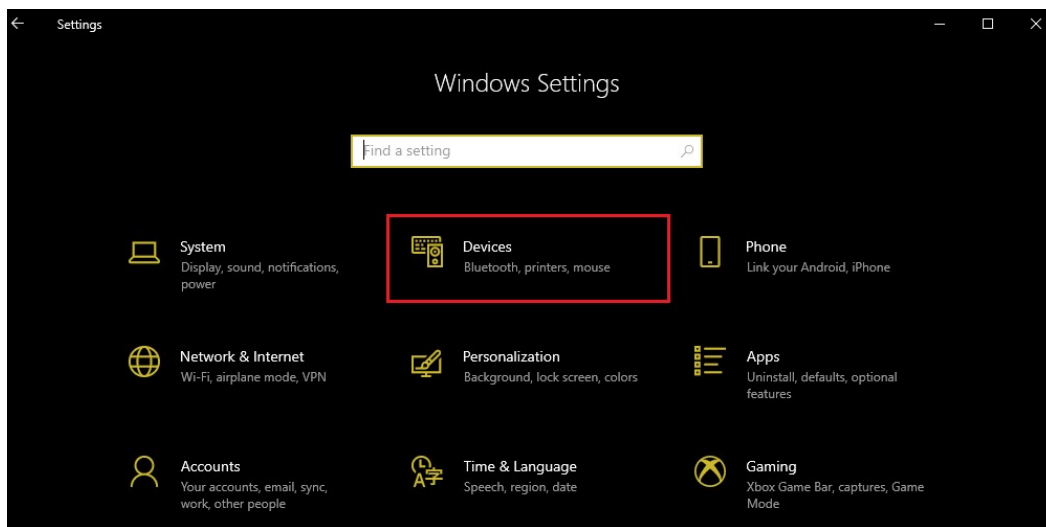 Settings
Windows Settings
Find a setting
System
Display, sound, notifications,
power
Devices
Bluetooth, printers, mouse
Phone
Link your Android, iPhone
Network & Internet
Wi-Fi, airplane mode, VPN
Personalization
Background, lock screen, colors
Apps
Uninstall, defaults, optional
features
Accounts
Your accounts, email, sync,
work, other people
Time & Language
Speech, region, date
Gaming
Xbox Game Bar, captures, Game
Mode